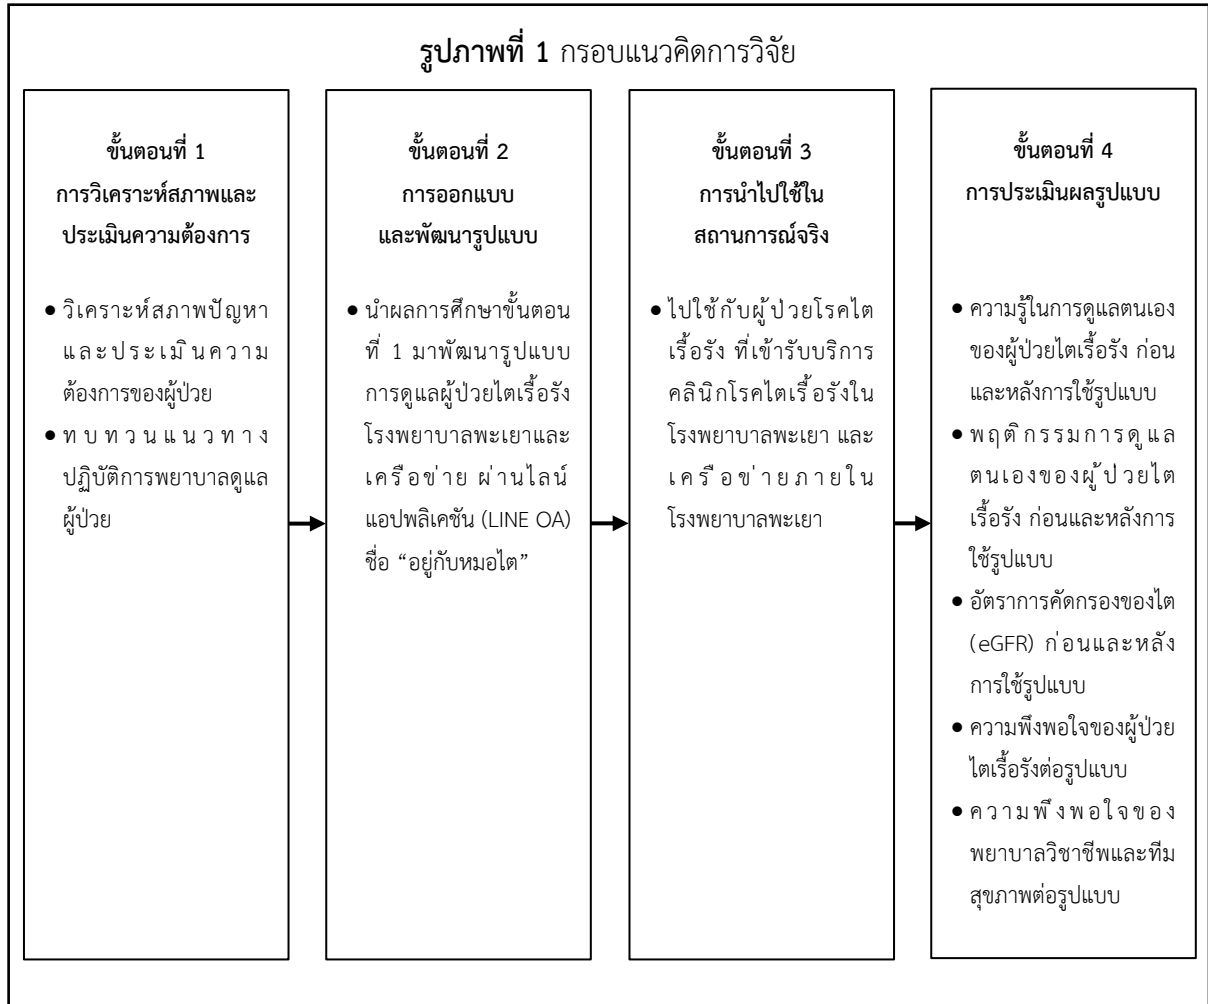 รูปภาพที่ 1 กรอบแนวคิดการวิจัย
ขั้นตอนที่ 1
การวิเคราะห์สภาพและ
ประเมินความต้องการ
• วิเคราะห์สภาพปัญหา
และประเมินความ
ต้องการของผู้ป่วย
• ทบทวนแนวทาง
ปฏิบัติการพยาบาลดูแล
ผู้ป่วย
ขั้นตอนที่ 2
การออกแบบ
และพัฒนารูปแบบ
• นำผลการศึกษาขั้นตอน
ที่ 1 มาพัฒนารูปแบบ
การดูแลผู้ป่วยไตเรื้อรัง
โรงพยาบาลพะเยาและ
เครือข่าย ผ่านไลน์
แอปพลิเคชัน (LINE OA)
ชื่อ “อยู่กับหมอไต”
ขั้นตอนที่ 3
การนำไปใช้ใน
สถานการณ์จริง
• ไปใช้กับผู้ป่วยโรคไต
เรื้อรัง ที่เข้ารับบริการ
คลินิกโรคไตเรื้อรังใน
โรงพยาบาลพะเยา และ
เครือข่ายภายใน
โรงพยาบาลพะเยา
ขั้นตอนที่ 4
การประเมินผลรูปแบบ
• ความรู้ในการดูแลตนเอง
ของผู้ป่วยไตเรื้อรัง ก่อน
และหลังการใช้รูปแบบ
• พฤติกรรมการดูแล
ตนเองของผู้ป่วยไต
เรื้อรัง ก่อนและหลังการ
ใช้รูปแบบ
• อัตราการคัดกรองของไต
(eGFR) ก่อนและหลัง
การใช้รูปแบบ
• ความพึงพอใจของผู้ป่วย
ไตเรื้อรังต่อรูปแบบ
• ความพึงพอใจของ
พยาบาลวิชาชีพและทีม
สุขภาพต่อรูปแบบ